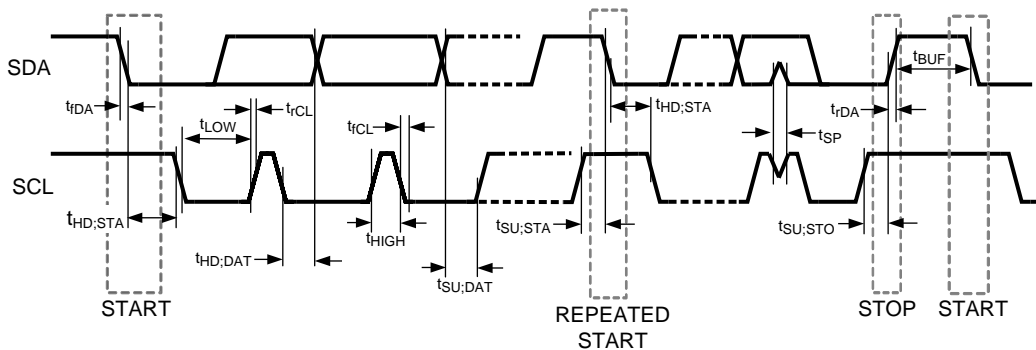 SDA
tfDA
tLOW
trCL
tfCL
tHD;STA
tSP
trDA
tBUF
SCL
tHD;STA
tHD;DAT
tHIGH
tSU;DAT
tSU;STA
tSU;STO
START
REPEATED
START
STOP
START